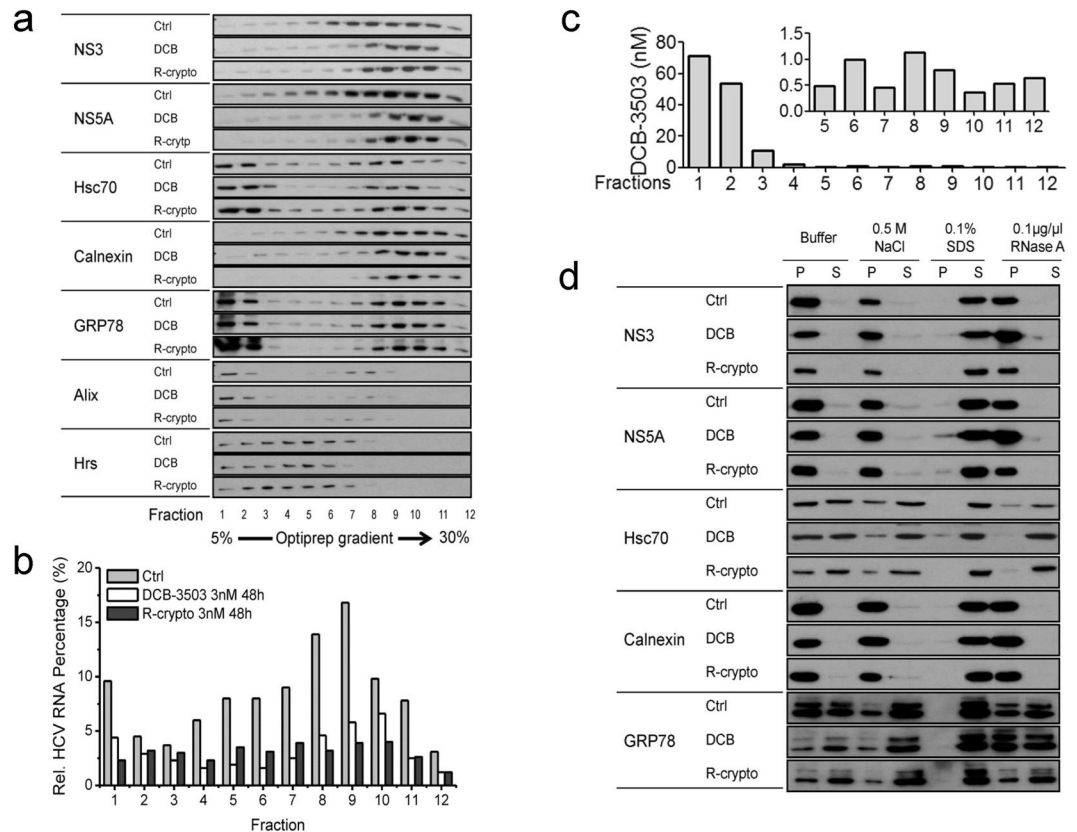 a
NS3
Ctrl
DCB
R-crypto
NS5A
Ctrl
DCB
R-crytp
Hsc70
Ctrl
DCB
R-crypto
Calnexin
Ctrl
DCB
R-crypto
GRP78
Ctrl
DCB
R-crypto
Alix
Ctrl
DCB
R-crypto
Hrs
Ctrl
DCB
R-crypto
Fraction 1 2 3 4 5 6 7 8 9 10 11 12
5% Optiprep gradient 30%
b
Rel. HCV RNA Percentage (%)
20
15
10
5
0
Ctrl
DCB-3503 3nM 48h
R-crypto 3nM 48h
1 2 3 4 5 6 7 8 9 10 11 12
Fraction
c
DCB-3503 (nM)
80
60
40
20
0
1.5
1.0
0.5
0.0
5 6 7 8 9 10 11 12
Fractions 1 2 3 4 5 6 7 8 9 10 11 12
d
Buffer
0.5 M
NaCl
0.1%
SDS
0.1µg/µl
RNase A
P S P S P S P S
NS3
Ctrl
DCB
R-crypto
NS5A
Ctrl
DCB
R-crypto
Hsc70
Ctrl
DCB
R-crypto
Calnexin
Ctrl
DCB
R-crypto
GRP78
Ctrl
DCB
R-crypto